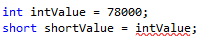 int intValue = 78000;
short shortValue = intValue;